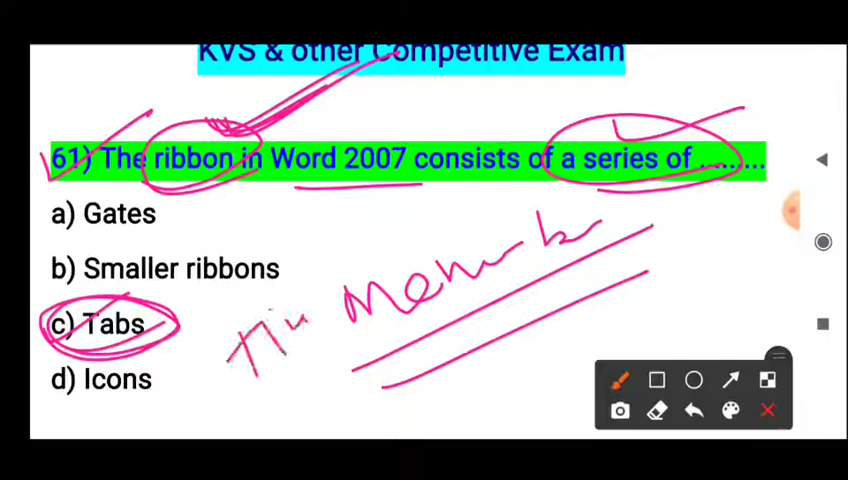 KVS & other Competitive Exam
61) The ribbon in Word 2007 consists of a series of .........
a) Gates
b) Smaller ribbons
c) Tabs
d) Icons